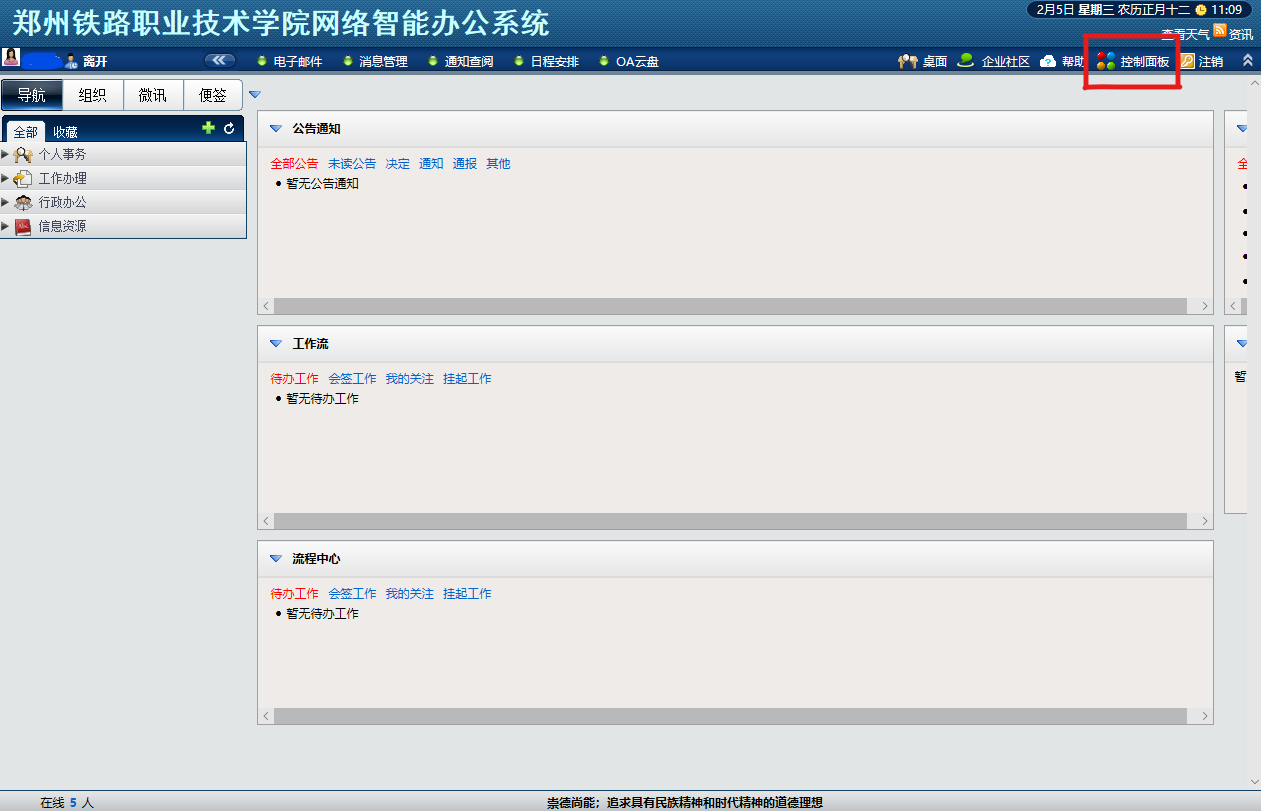 郑州铁路职业技术学院网络智能办公系统
2月5日 星期三 农历正月十二 11:09
查看天气 资讯
离开 电子邮件 消息管理 通知查阅 日程安排 OA云盘 桌面 企业社区 帮助 控制面板 注销
导航 组织 微讯 便签
全部 收藏
个人事务
工作办理
行政办公
信息资源
公告通知
全部公告 未读公告 决定 通知 通报 其他
• 暂无公告通知
工作流
待办工作 会签工作 我的关注 挂起工作
• 暂无待办工作
流程中心
待办工作 会签工作 我的关注 挂起工作
• 暂无待办工作
全
暂
在线 5 人
崇德尚能；追求具有民族精神和时代精神的道德理想